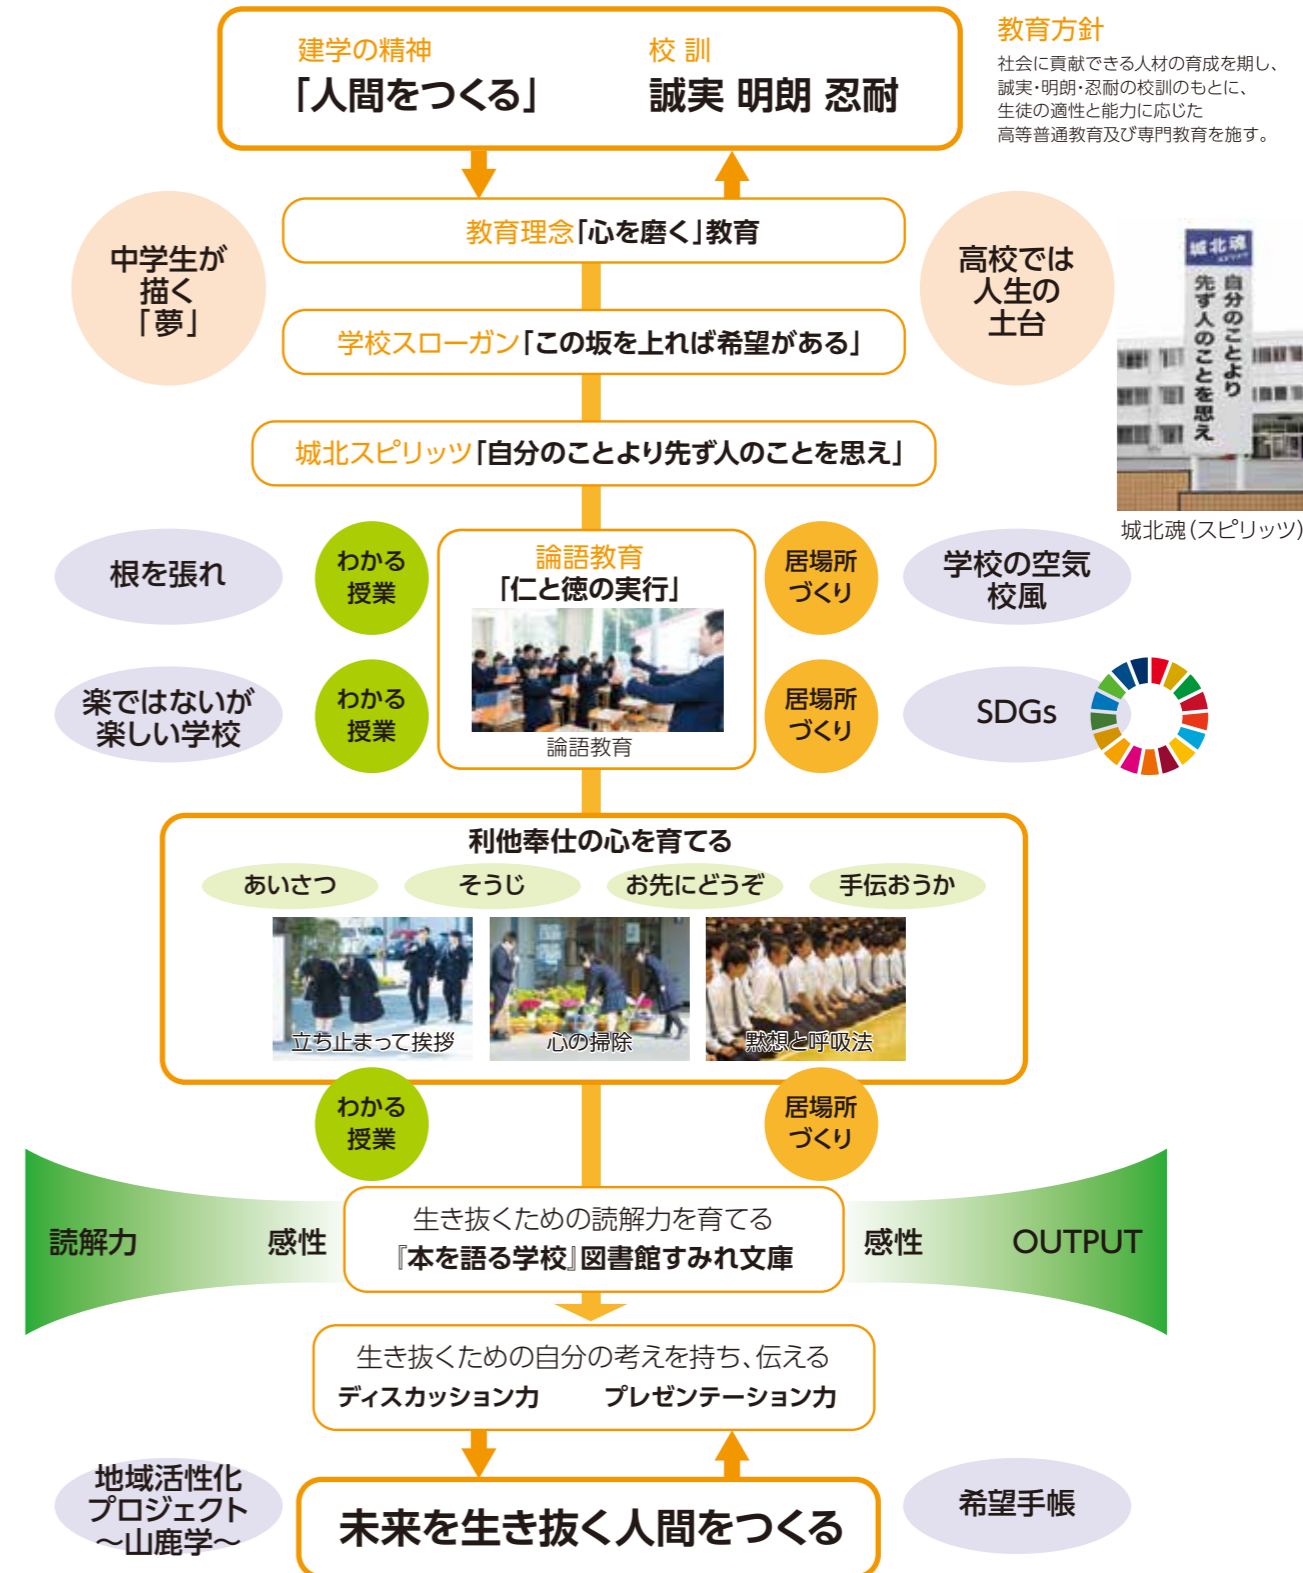 建学の精神
「人間をつくる」
校訓
誠実 明朗 忍耐
教育方針
社会に貢献できる人材の育成を期し、
誠実・明朗・忍耐の校訓のもとに、
生徒の適性と能力に応じた
高等普通教育及び専門教育を施す。
教育理念「心を磨く」教育
中学生が
描く
「夢」
高校では
人生の
土台
学校スローガン「この坂を上れば希望がある」
城北スピリッツ「自分のことより先ず人のことを思え」
城北魂
スピリッツ
自分のことより
先ず人のことを思え
城北魂(スピリッツ)
根を張れ
わかる
授業
論語教育
「仁と徳の実行」
論語教育
居場所
づくり
学校の空気
校風
楽ではないが
楽しい学校
わかる
授業
居場所
づくり
SDGs
利他奉仕の心を育てる
あいさつ
そうじ
お先にどうぞ
手伝おうか
立ち止まって挨拶
心の掃除
黙想と呼吸法
わかる
授業
居場所
づくり
読解力
感性
生き抜くための読解力を育てる
『本を語る学校』図書館すみれ文庫
感性
OUTPUT
生き抜くための自分の考えを持ち、伝える
ディスカッション力
プレゼンテーション力
地域活性化
プロジェクト
～山鹿学～
未来を生き抜く人間をつくる
希望手帳